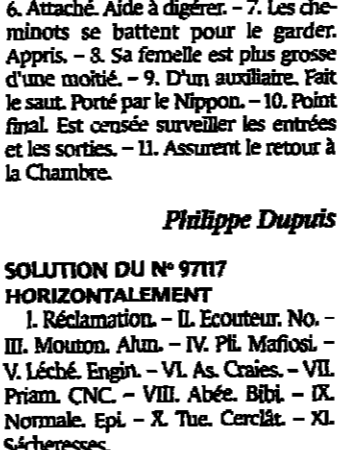 6. Attaché. Aide à digérer. – 7. Les che-
minots se battent pour le garder.
Appris. – 8. Sa femelle est plus grosse
d'une moitié. – 9. D'un auxiliaire. Fait
le saut. Porté par le Nippon. – 10. Point
final. Est censée surveiller les entrées
et les sorties. – 11. Assurent le retour à
la Chambre.
Philippe Dupuis
SOLUTION DU N° 97117
HORIZONTALEMENT
I. Réclamation. – II. Ecouteur. No. –
III. Mouton. Alun. – IV. Pli. Mafiosi. –
V. Léché. Engin. – VI. As. Craies. – VII.
Priam. CNC. – VIII. Abée. Bibi. – IX.
Normale. Epi. – X. Tue. Cerclât. – XI.
Sécheresses.